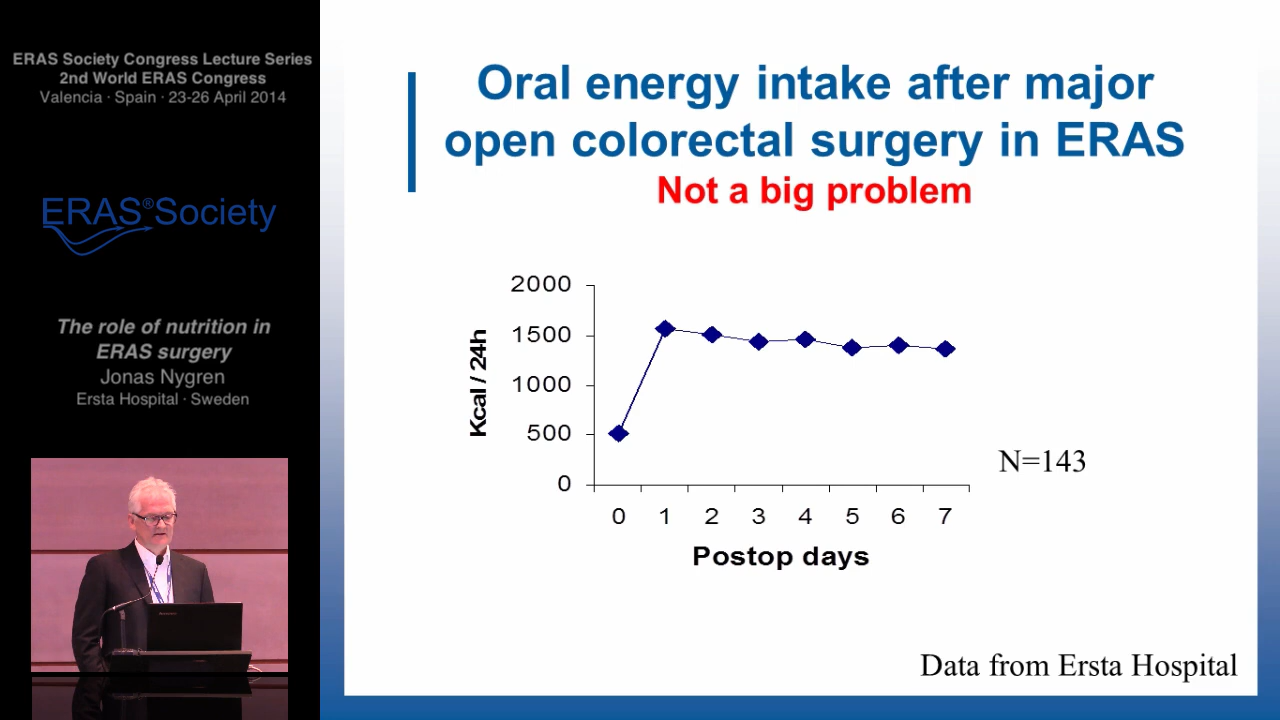 ERAS Society Congress Lecture Series
2nd World ERAS Congress
Valencia · Spain · 23-26 April 2014
ERAS®Society
The role of nutrition in
ERAS surgery
Jonas Nygren
Ersta Hospital · Sweden
Oral energy intake after major
open colorectal surgery in ERAS
Not a big problem
Kcal / 24h
2000
1500
1000
500
0
0 1 2 3 4 5 6 7
Postop days
N=143
Data from Ersta Hospital